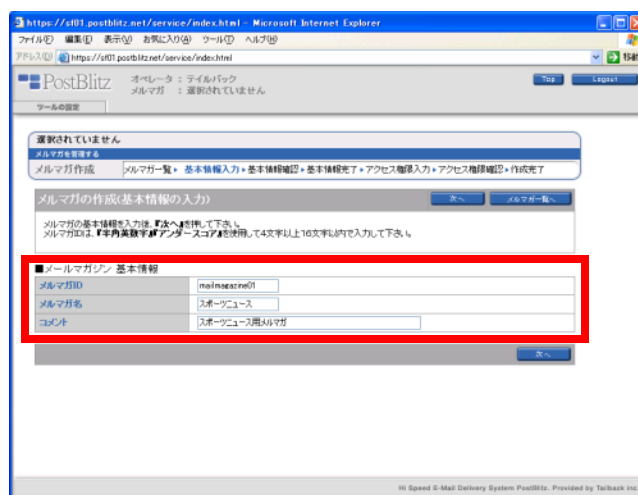 https://sf01.postblitz.net/service/index.html - Microsoft Internet Explorer
ファイル(F) 編集(E) 表示(V) お気に入り(A) ツール(T) ヘルプ(H)
アドレス(D) https://sf01.postblitz.net/service/index.html 移動
PostBlitz オペレータ : テイルバック Top Logout
メルマガ : 選択されていません
ツールの設定
選択されていません
メルマガを管理する
メルマガ作成 メルマガ一覧 ▶ 基本情報入力 ▶ 基本情報確認 ▶ 基本情報完了 ▶ アクセス権限入力 ▶ アクセス権限確認 ▶ 作成完了
メルマガの作成(基本情報の入力) 次へ メルマガ一覧へ
メルマガの基本情報を入力後、『次へ』を押して下さい。
メルマガIDは、『半角英数字』『アンダースコア』を使用して4文字以上16文字以内で入力して下さい。
■メールマガジン 基本情報
メルマガID mailmagazine01
メルマガ名 スポーツニュース
コメント スポーツニュース用メルマガ
次へ
Hi Speed E-Mail Delivery System PostBlitz. Provided by Tailback inc.